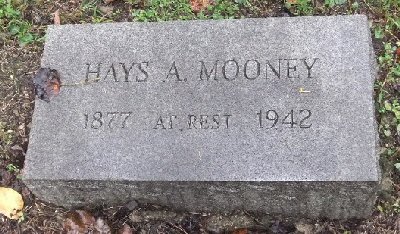 HAYS A. MOONEY
1877 AT REST 1942